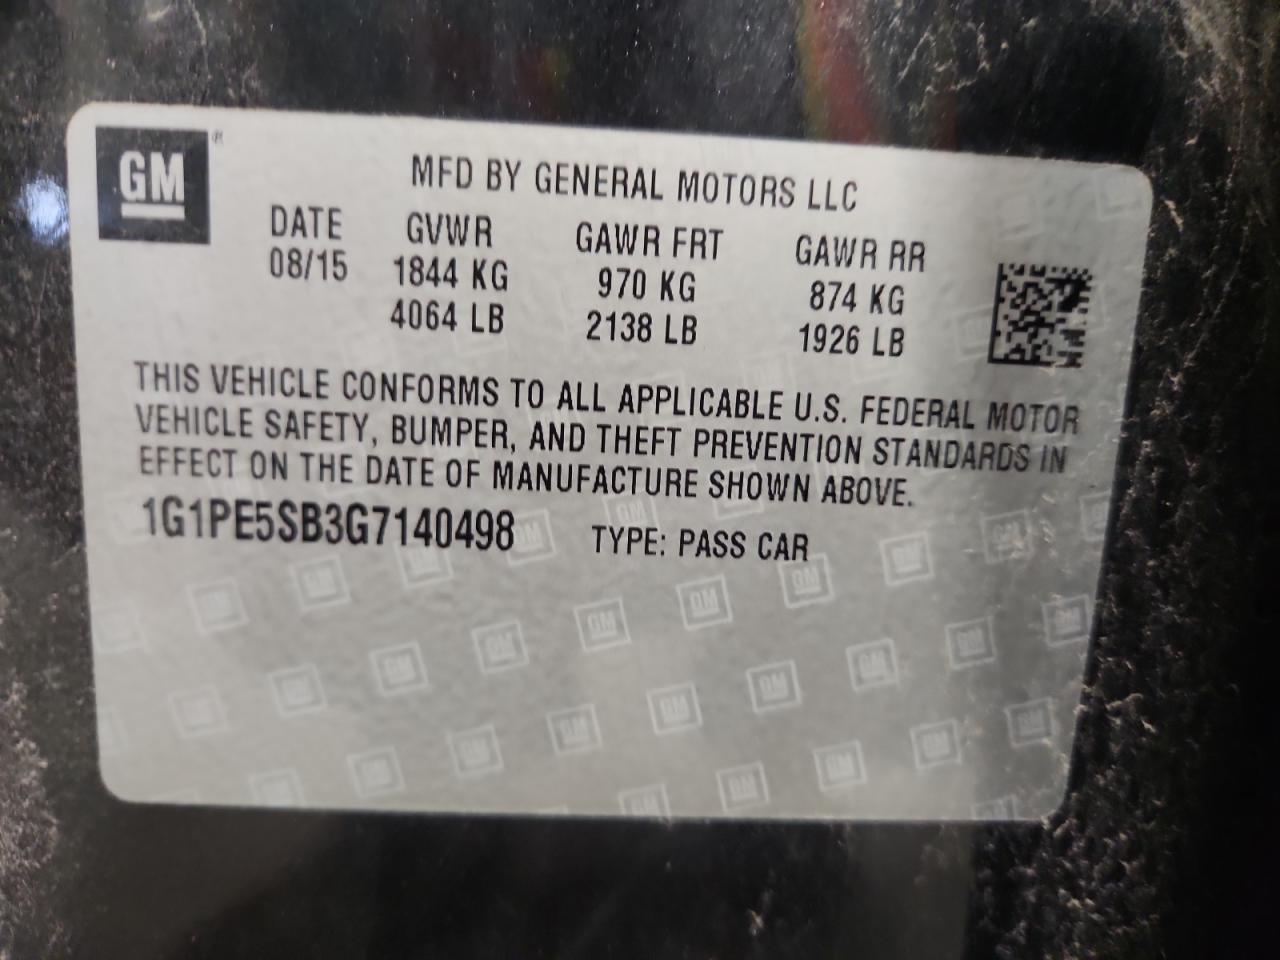 GM
MFD BY GENERAL MOTORS LLC
DATE GVWR GAWR FRT GAWR RR
08/15 1844 KG 970 KG 874 KG
4064 LB 2138 LB 1926 LB
THIS VEHICLE CONFORMS TO ALL APPLICABLE U.S. FEDERAL MOTOR
VEHICLE SAFETY, BUMPER, AND THEFT PREVENTION STANDARDS IN
EFFECT ON THE DATE OF MANUFACTURE SHOWN ABOVE.
1G1PE5SB3G7140498 TYPE: PASS CAR